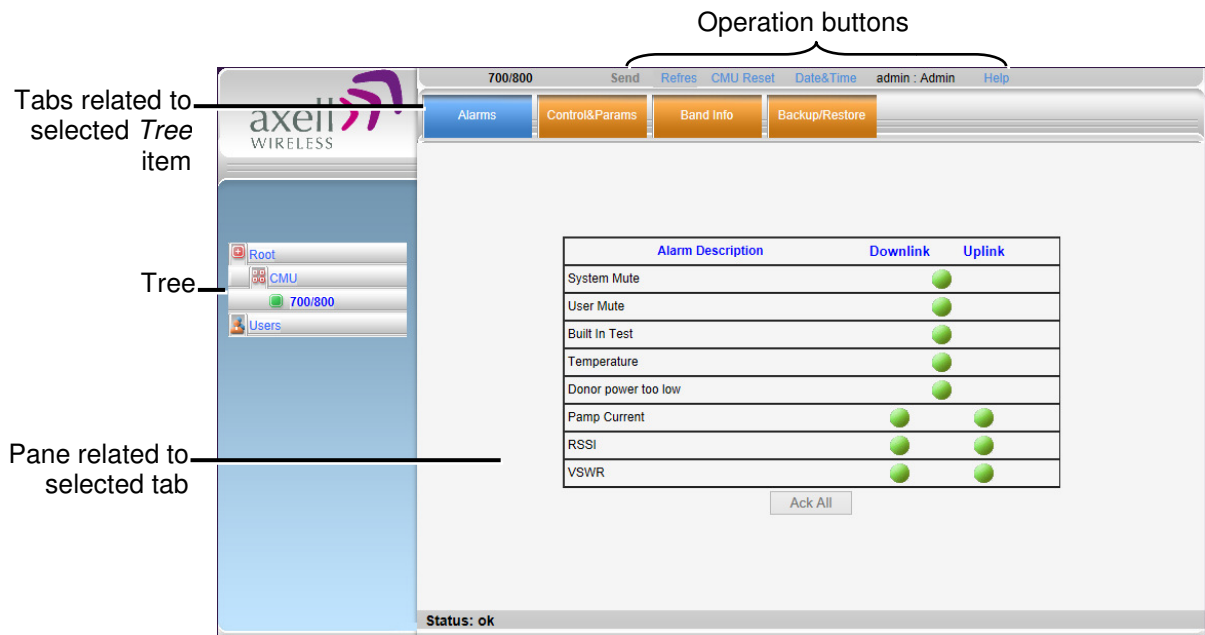 Operation buttons
700/800 Send Refres CMU Reset Date&Time admin : Admin Help
Tabs related to
selected Tree
item
axell
WIRELESS
Alarms Control&Params Band Info Backup/Restore
Tree
Root
CMU
700/800
Users
Alarm Description Downlink Uplink
System Mute
User Mute
Built In Test
Temperature
Donor power too low
Pamp Current
RSSI
VSWR
Ack All
Pane related to
selected tab
Status: ok